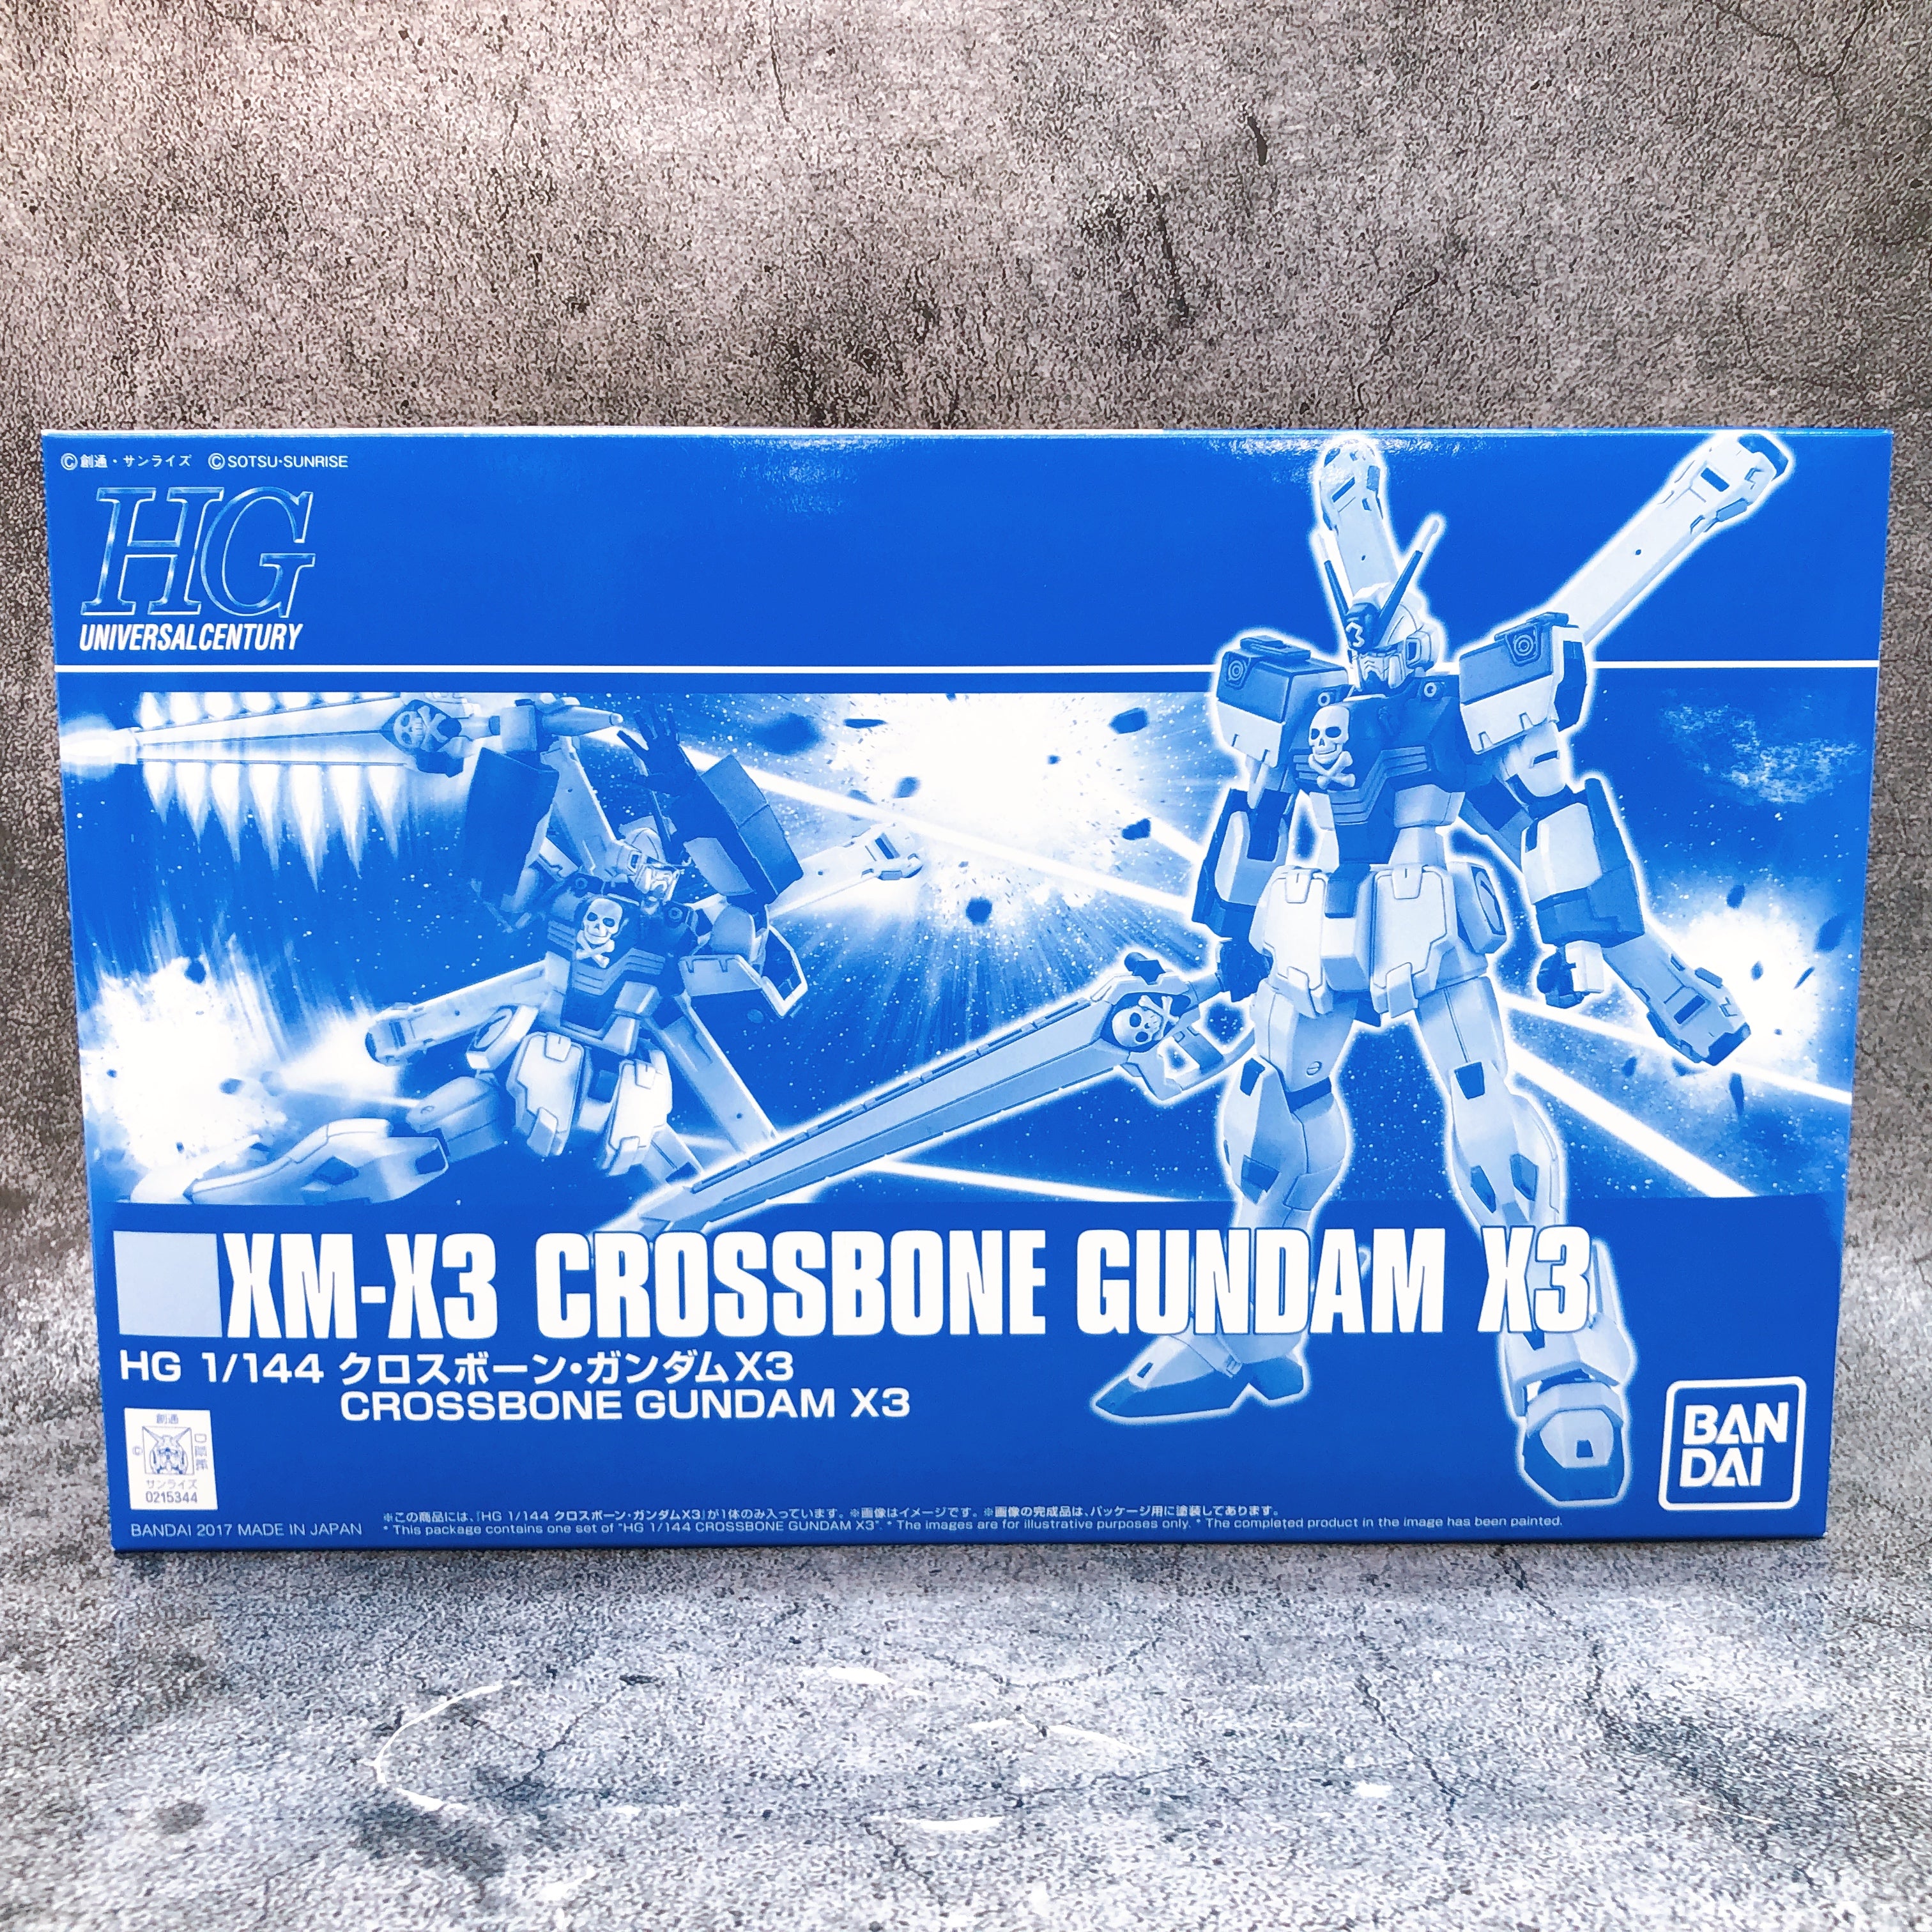 ©創通・サンライズ ©SOTSU・SUNRISE
HG
UNIVERSAL CENTURY
XM-X3 CROSSBONE GUNDAM X3
HG 1/144 クロスボーン・ガンダムX3
CROSSBONE GUNDAM X3
創通
©
サンライズ
0215344
BAN
DAI
※この商品には、「HG 1/144 クロスボーン・ガンダムX3」が1体のみ入っています。※画像はイメージです。※画像の完成品は、パッケージ用に塗装してあります。
BANDAI 2017 MADE IN JAPAN
* This package contains one set of "HG 1/144 CROSSBONE GUNDAM X3". * The images are for illustrative purposes only. * The completed product in the image has been painted.